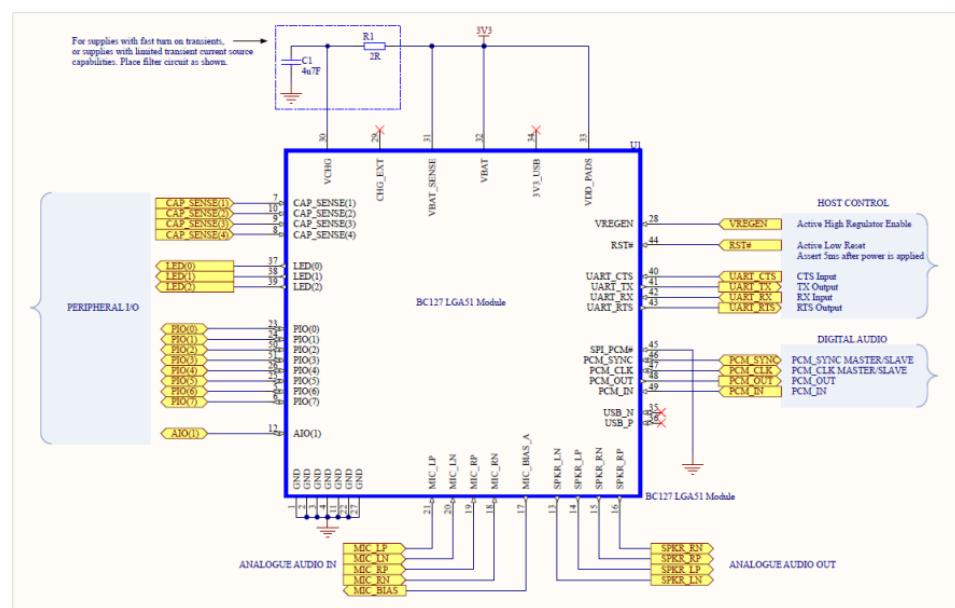 For supplies with fast turn on transients,
or supplies with limited transient current source
capabilities. Place filter circuit as shown.
R1
2R
C1
4u7F
3V3
30
29
31
32
34
33
U1
VCHG
CHG_EXT
VBAT_SENSE
VBAT
3V3_USB
VDD_PADS
PERIPHERAL I/O
CAP_SENSE(1) 7 CAP_SENSE(1)
CAP_SENSE(2) 10 CAP_SENSE(2)
CAP_SENSE(3) 9 CAP_SENSE(3)
CAP_SENSE(4) 8 CAP_SENSE(4)
LED(0) 37 LED(0)
LED(1) 38 LED(1)
LED(2) 39 LED(2)
PIO(0) 23 PIO(0)
PIO(1) 24 PIO(1)
PIO(2) 50 PIO(2)
PIO(3) 51 PIO(3)
PIO(4) 26 PIO(4)
PIO(5) 25 PIO(5)
PIO(6) 5 PIO(6)
PIO(7) 6 PIO(7)
AIO(1) 12 AIO(1)
BC127 LGA51 Module
HOST CONTROL
VREGEN 28 VREGEN Active High Regulator Enable
RST# 44 RST# Active Low Reset
Assert 5ms after power is applied
UART_CTS 40 UART_CTS CTS Input
UART_TX 41 UART_TX TX Output
UART_RX 42 UART_RX RX Input
UART_RTS 43 UART_RTS RTS Output
DIGITAL AUDIO
SPI_PCM# 45
PCM_SYNC 46 PCM_SYNC PCM_SYNC MASTER/SLAVE
PCM_CLK 47 PCM_CLK PCM_CLK MASTER/SLAVE
PCM_OUT 48 PCM_OUT PCM_OUT
PCM_IN 49 PCM_IN PCM_IN
USB_N 35
USB_P 36
GND GND GND GND GND GND GND
1 2 3 4 11 22 27
MIC_LP
MIC_LN
MIC_RP
MIC_RN
MIC_BIAS_A
SPKR_LN
SPKR_LP
SPKR_RN
SPKR_RP
21 20 19 18 17 13 14 15 16
BC127 LGA51 Module
ANALOGUE AUDIO IN
MIC_LP
MIC_LN
MIC_RP
MIC_RN
MIC_BIAS
SPKR_RN
SPKR_RP
SPKR_LP
SPKR_LN
ANALOGUE AUDIO OUT